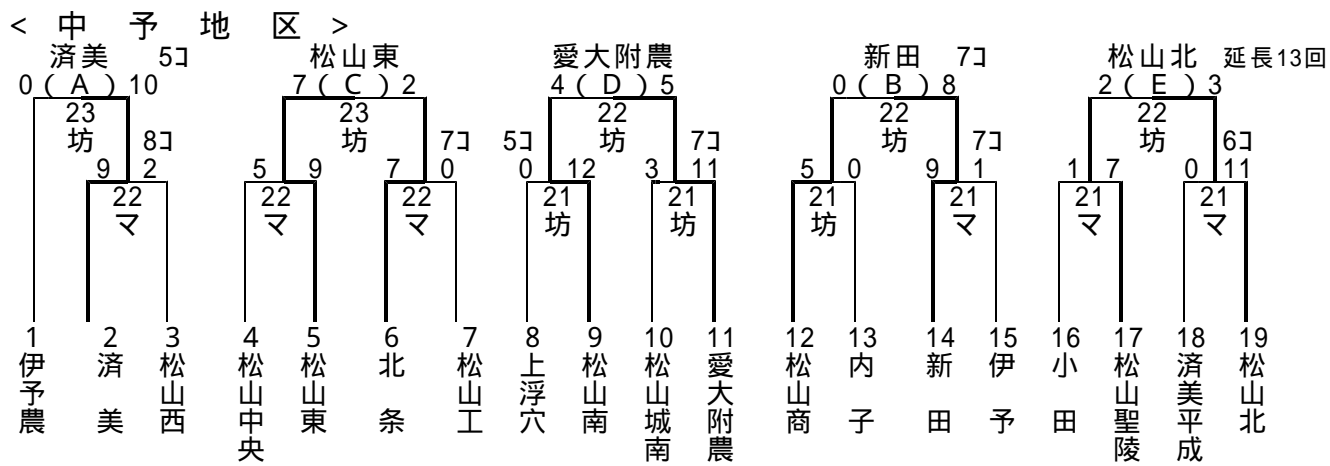 < 中 予 地 区 >
済美 5コ 松山東 愛大附農 新田 7コ 松山北 延長13回
0 ( A ) 10 7 ( C ) 2 4 ( D ) 5 0 ( B ) 8 2 ( E ) 3
23 23 22 22 22
坊 8コ 坊 7コ 5コ 坊 7コ 坊 7コ 坊 6コ
9 2 5 9 7 0 0 12 3 11 5 0 9 1 1 7 0 11
22 22 22 21 21 21 21 21 21
マ マ マ 坊 坊 坊 マ マ マ
1 2 3 4 5 6 7 8 9 10 11 12 13 14 15 16 17 18 19
伊予農
済美
松山西
松山中央
松山東
北条
松山工
上浮穴
松山南
松山城南
愛大附農
松山商
内子
新田
伊予
小田
松山聖陵
済美平成
松山北